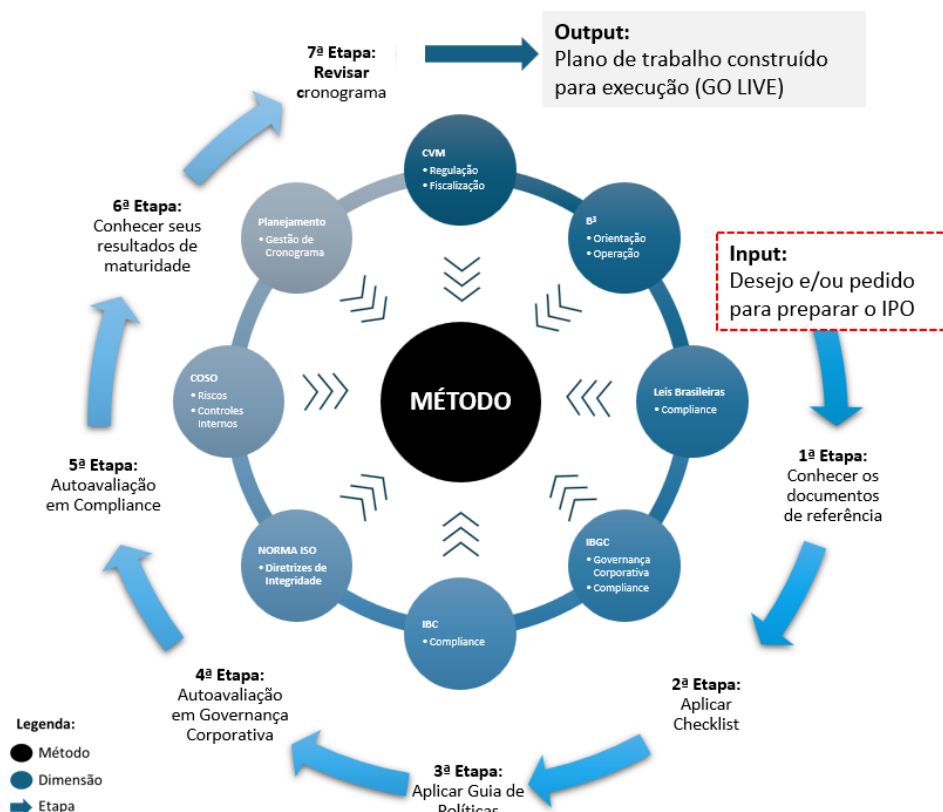 7ª Etapa:
Revisar
cronograma
Output:
Plano de trabalho construído
para execução (GO LIVE)
CVM
• Regulação
• Fiscalização
6ª Etapa:
Conhecer seus
resultados de
maturidade
Planejamento
• Gestão de
Cronograma
B³
• Orientação
• Operação
Input:
Desejo e/ou pedido
para preparar o IPO
COSO
• Riscos
• Controles
Internos
MÉTODO
Leis Brasileiras
• Compliance
5ª Etapa:
Autoavaliação
em Compliance
1ª Etapa:
Conhecer os
documentos
de referência
NORMA ISO
• Diretrizes de
Integridade
IBGC
• Governança
Corporativa
• Compliance
IBC
• Compliance
4ª Etapa:
Autoavaliação
em Governança
Corporativa
2ª Etapa:
Aplicar
Checklist
3ª Etapa:
Aplicar Guia de
Políticas
Legenda:
Método
Dimensão
Etapa